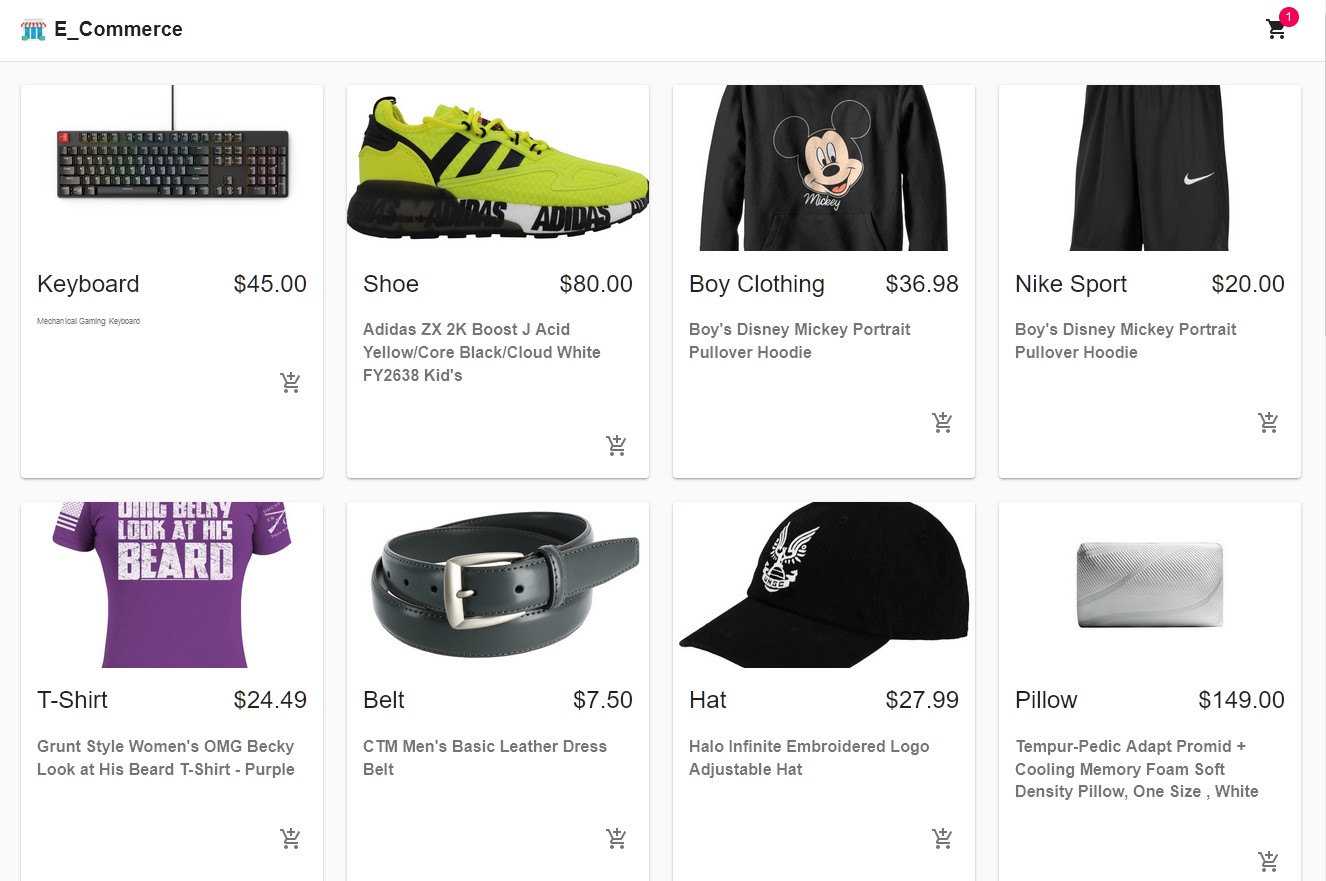 E_Commerce
1
ADIDAS ADIDAS ADIDAS
Mickey
Keyboard $45.00
Shoe $80.00
Boy Clothing $36.98
Nike Sport $20.00
Mechanical Gaming Keyboard
Adidas ZX 2K Boost J Acid
Yellow/Core Black/Cloud White
FY2638 Kid's
Boy's Disney Mickey Portrait
Pullover Hoodie
Boy's Disney Mickey Portrait
Pullover Hoodie
OMG BECKY
LOOK AT HIS
BEARD
UNSC
T-Shirt $24.49
Belt $7.50
Hat $27.99
Pillow $149.00
Grunt Style Women's OMG Becky
Look at His Beard T-Shirt - Purple
CTM Men's Basic Leather Dress
Belt
Halo Infinite Embroidered Logo
Adjustable Hat
Tempur-Pedic Adapt Promid +
Cooling Memory Foam Soft
Density Pillow, One Size , White